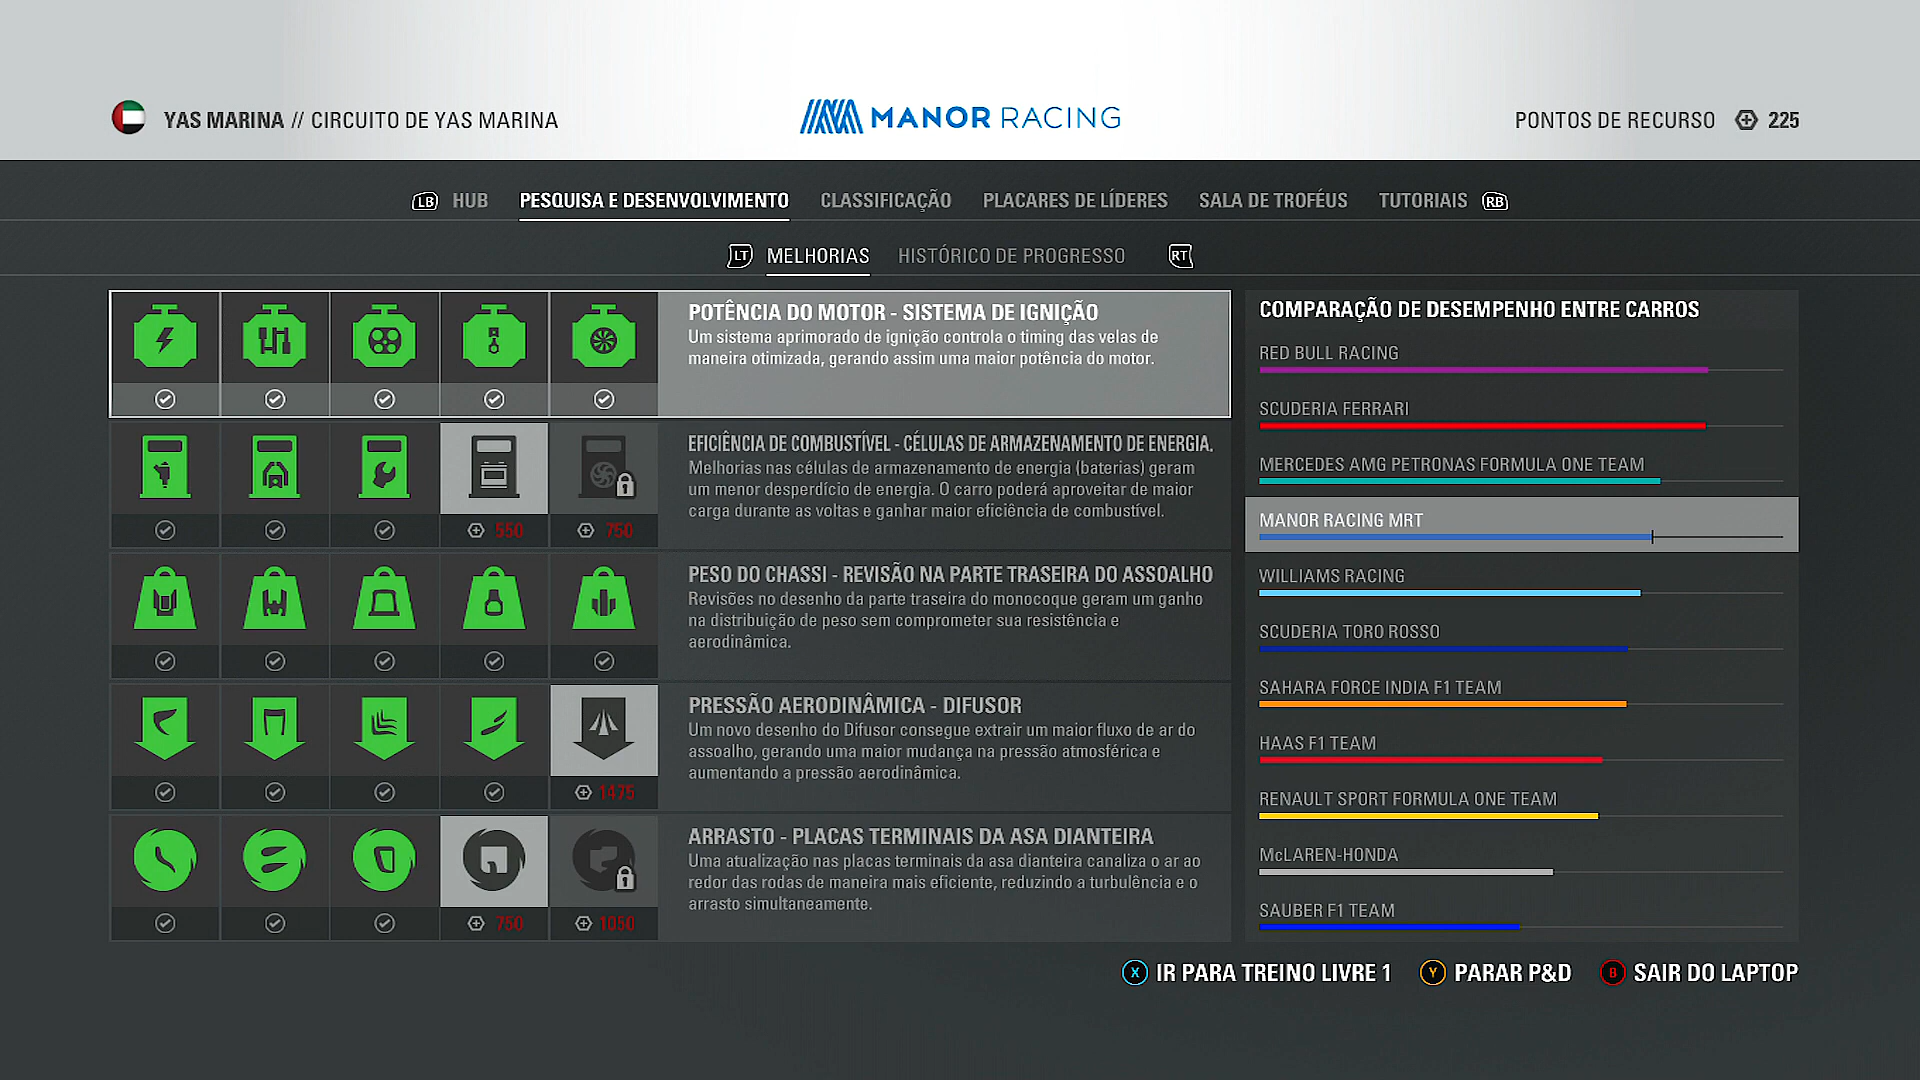 YAS MARINA // CIRCUITO DE YAS MARINA
MANOR RACING
PONTOS DE RECURSO 225
LB HUB PESQUISA E DESENVOLVIMENTO CLASSIFICAÇÃO PLACARES DE LÍDERES SALA DE TROFÉUS TUTORIAIS RB
LT MELHORIAS HISTÓRICO DE PROGRESSO RT
POTÊNCIA DO MOTOR - SISTEMA DE IGNIÇÃO
Um sistema aprimorado de ignição controla o timing das velas de
maneira otimizada, gerando assim uma maior potência do motor.
EFICIÊNCIA DE COMBUSTÍVEL - CÉLULAS DE ARMAZENAMENTO DE ENERGIA.
Melhorias nas células de armazenamento de energia (baterias) geram
um menor desperdício de energia. O carro poderá aproveitar de maior
carga durante as voltas e ganhar maior eficiência de combustível.
550 750
PESO DO CHASSI - REVISÃO NA PARTE TRASEIRA DO ASSOALHO
Revisões no desenho da parte traseira do monocoque geram um ganho
na distribuição de peso sem comprometer sua resistência e
aerodinâmica.
PRESSÃO AERODINÂMICA - DIFUSOR
Um novo desenho do Difusor consegue extrair um maior fluxo de ar do
assoalho, gerando uma maior mudança na pressão atmosférica e
aumentando a pressão aerodinâmica.
1475
ARRASTO - PLACAS TERMINAIS DA ASA DIANTEIRA
Uma atualização nas placas terminais da asa dianteira canaliza o ar ao
redor das rodas de maneira mais eficiente, reduzindo a turbulência e o
arrasto simultaneamente.
750 1050
COMPARAÇÃO DE DESEMPENHO ENTRE CARROS
RED BULL RACING
SCUDERIA FERRARI
MERCEDES AMG PETRONAS FORMULA ONE TEAM
MANOR RACING MRT
WILLIAMS RACING
SCUDERIA TORO ROSSO
SAHARA FORCE INDIA F1 TEAM
HAAS F1 TEAM
RENAULT SPORT FORMULA ONE TEAM
McLAREN-HONDA
SAUBER F1 TEAM
X IR PARA TREINO LIVRE 1 Y PARAR P&D B SAIR DO LAPTOP